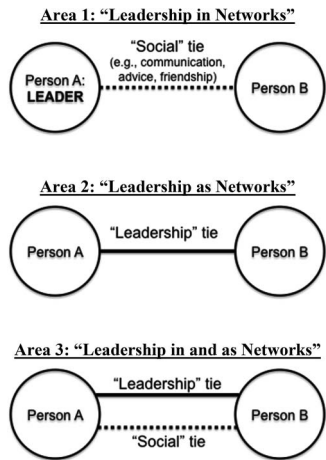 Area 1: “Leadership in Networks”
“Social” tie
(e.g., communication,
advice, friendship)
Person A:
LEADER
Person B
Area 2: “Leadership as Networks”
“Leadership” tie
Person A
Person B
Area 3: “Leadership in and as Networks”
“Leadership” tie
Person A
Person B
“Social” tie